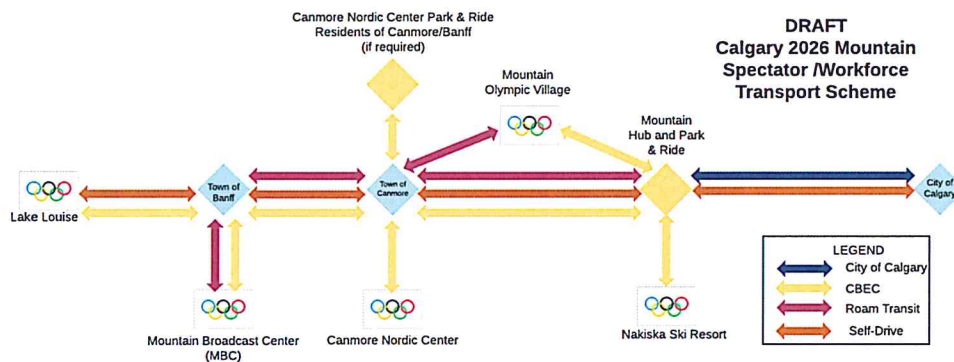 Canmore Nordic Center Park & Ride
Residents of Canmore/Banff
(if required)
DRAFT
Calgary 2026 Mountain
Spectator /Workforce
Transport Scheme
Mountain
Olympic Village
Mountain
Hub and Park
& Ride
Lake Louise
Town of
Banff
Town of
Canmore
City of
Calgary
Mountain Broadcast Center
(MBC)
Canmore Nordic Center
Nakiska Ski Resort
LEGEND
City of Calgary
CBEC
Roam Transit
Self-Drive